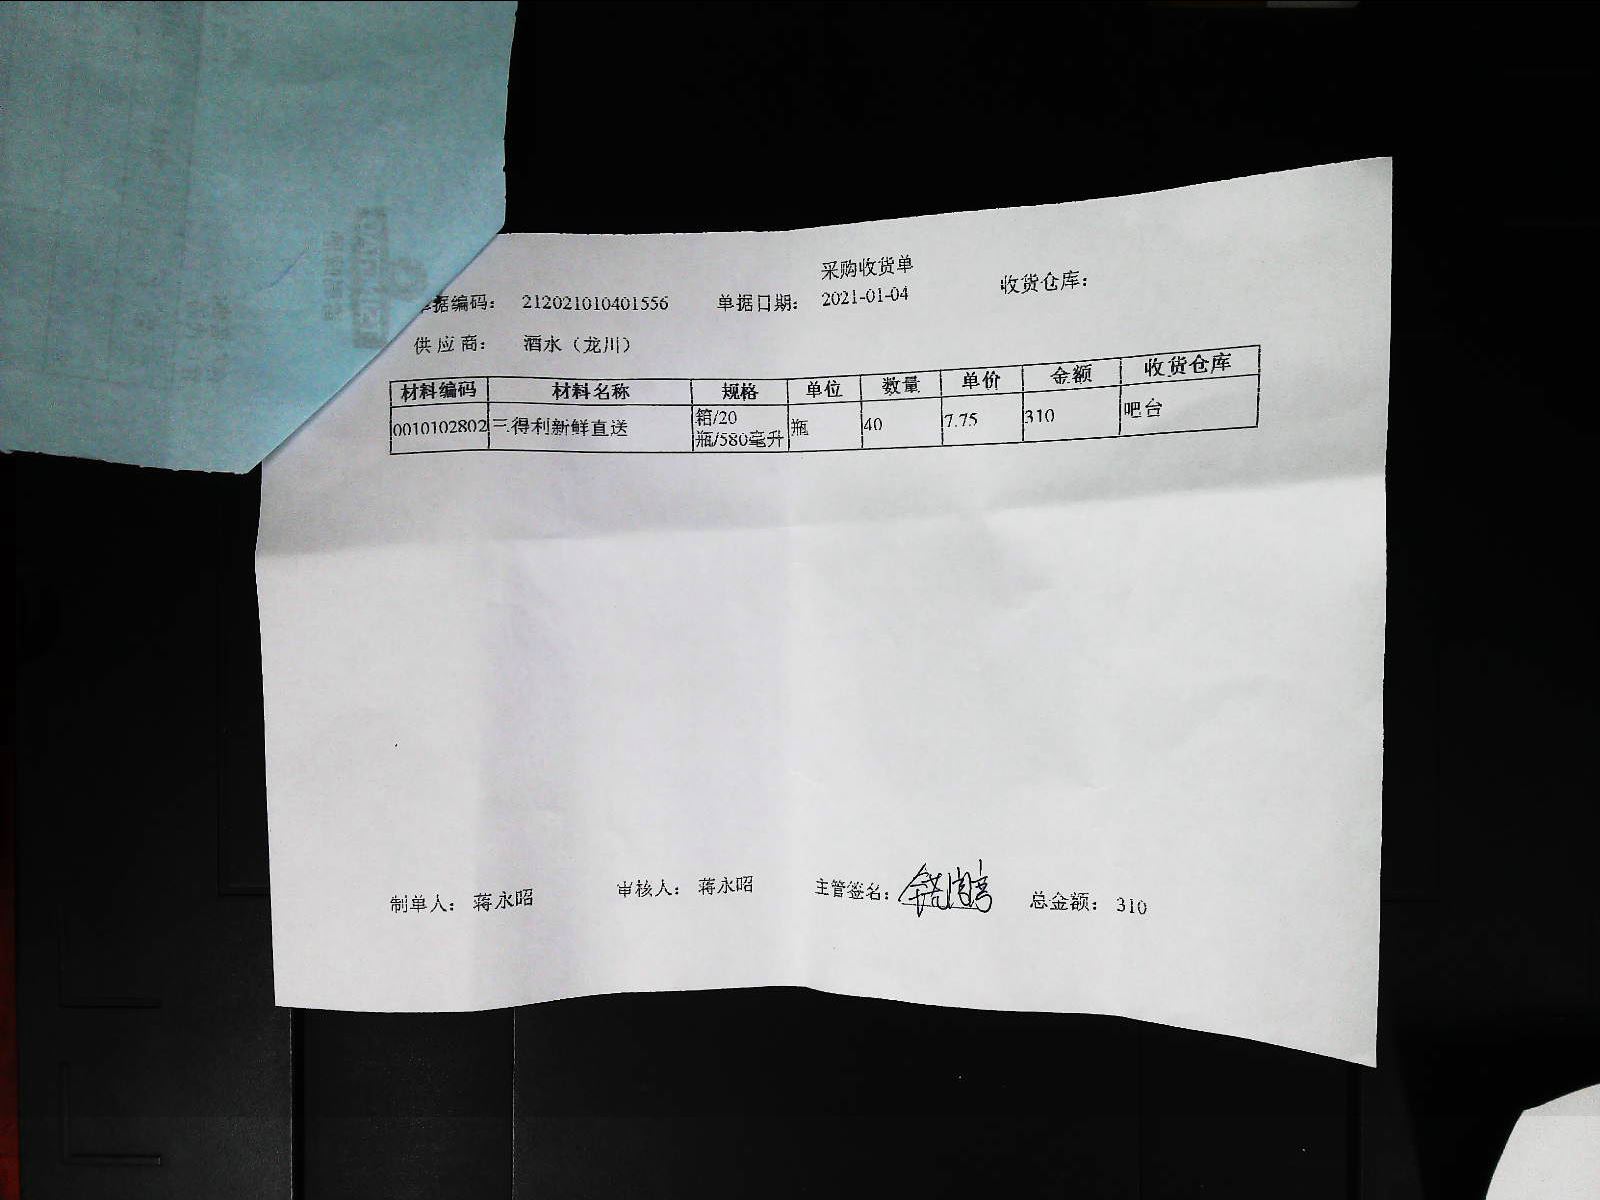 采购收货单
单据编码： 212021010401556 单据日期： 2021-01-04 收货仓库：
供应商： 酒水（龙川）
材料编码 材料名称 规格 单位 数量 单价 金额 收货仓库
0010102802 三得利新鲜直送 箱/20瓶/580毫升 瓶 40 7.75 310 吧台
制单人： 蒋永昭 审核人： 蒋永昭 主管签名： 总金额： 310